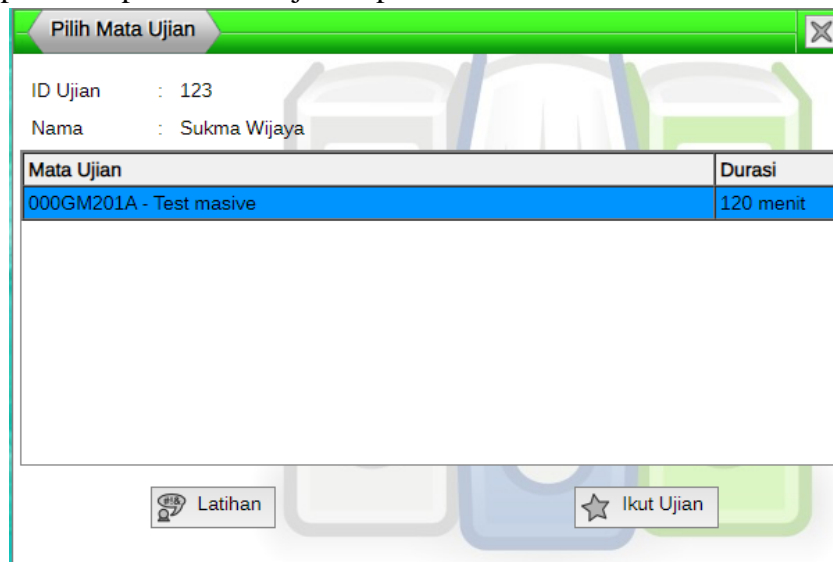 Pilih Mata Ujian
ID Ujian : 123
Nama : Sukma Wijaya
Mata Ujian Durasi
000GM201A - Test masive 120 menit
Latihan Ikut Ujian